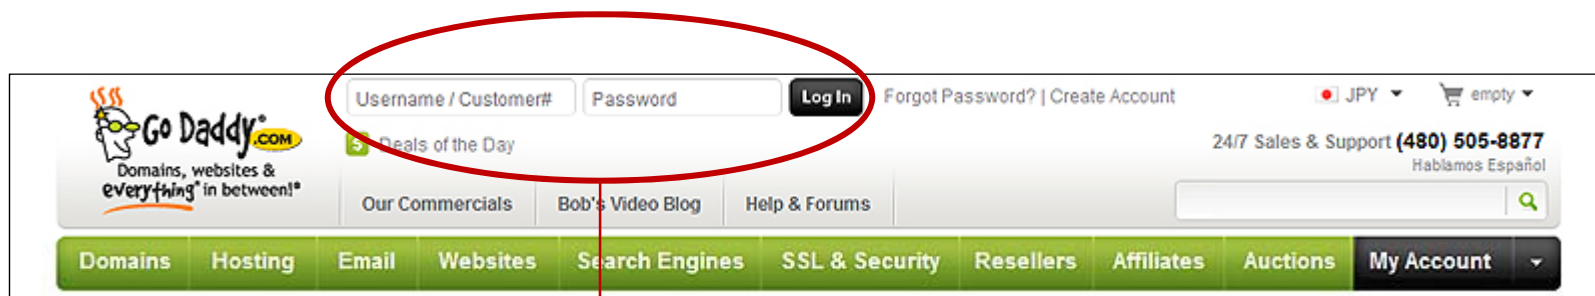 Username / Customer# Password Log In Forgot Password? | Create Account JPY empty
Go Daddy.COM
Deals of the Day
24/7 Sales & Support (480) 505-8877
Hablamos Español
Domains, websites &
everything* in between!®
Our Commercials Bob's Video Blog Help & Forums
Domains Hosting Email Websites Search Engines SSL & Security Resellers Affiliates Auctions My Account